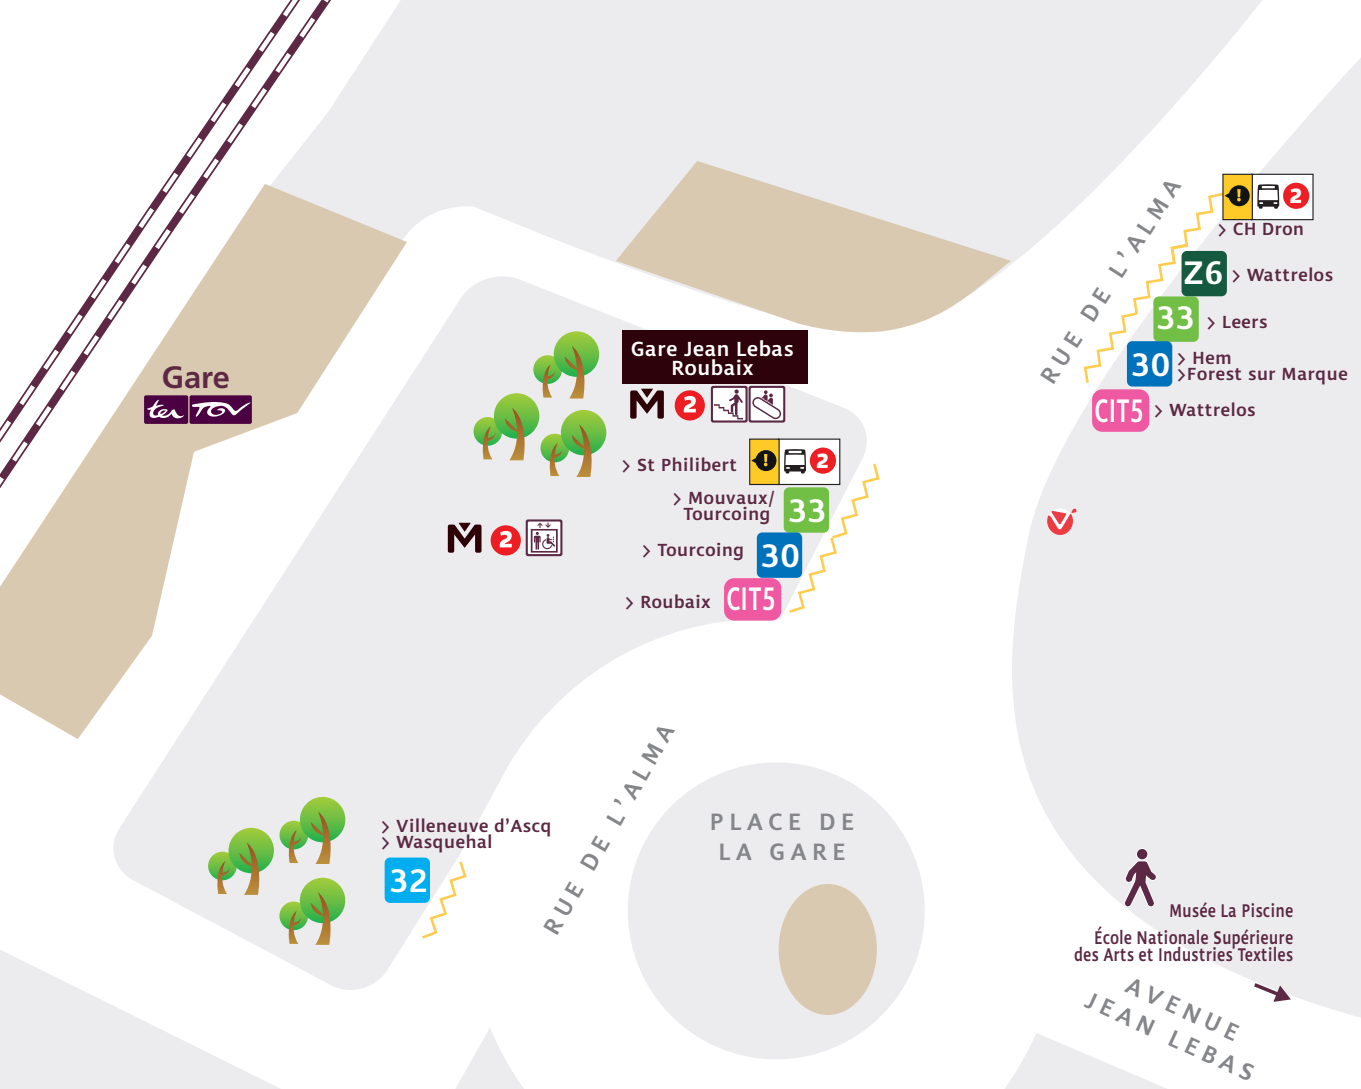 RUE DE L'ALMA
! 2
> CH Dron
Z6 > Wattrelos
33 > Leers
30 > Hem
> Forest sur Marque
CIT5 > Wattrelos
Gare Jean Lebas
Roubaix
M 2
> St Philibert ! 2
> Mouvaux/
Tourcoing 33
> Tourcoing 30
> Roubaix CIT5
Gare
ter TGV
M 2
> Villeneuve d'Ascq
> Wasquehal
32
RUE DE L'ALMA
PLACE DE
LA GARE
Musée La Piscine
École Nationale Supérieure
des Arts et Industries Textiles
AVENUE
JEAN LEBAS